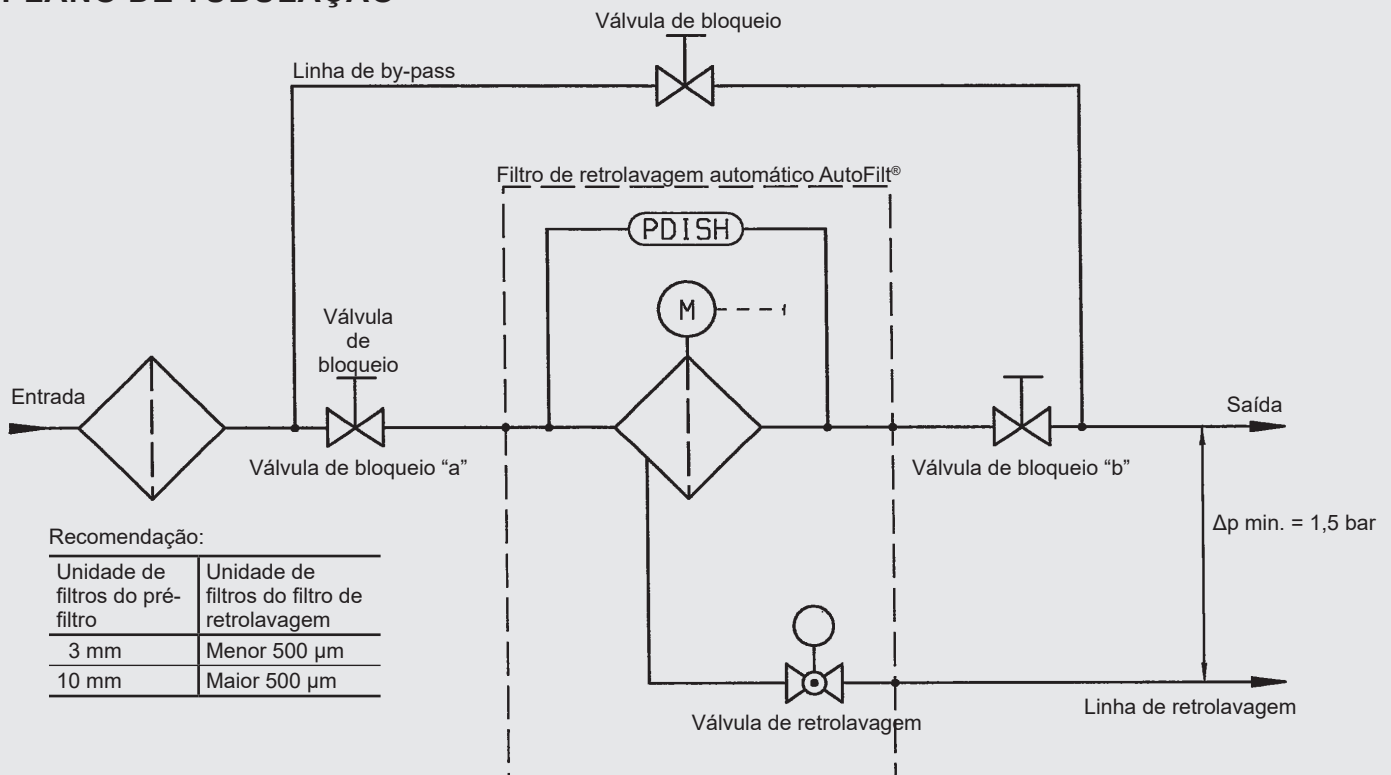 PLANO DE TUBULAÇÃO
Válvula de bloqueio
Linha de by-pass
Filtro de retrolavagem automático AutoFilt®
PDISH
M
Válvula
de
bloqueio
Entrada
Saída
Válvula de bloqueio “a”
Válvula de bloqueio “b”
Δp min. = 1,5 bar
Recomendação:
Unidade de
filtros do pré-
filtro
Unidade de
filtros do filtro de
retrolavagem
3 mm
Menor 500 µm
10 mm
Maior 500 µm
Válvula de retrolavagem
Linha de retrolavagem